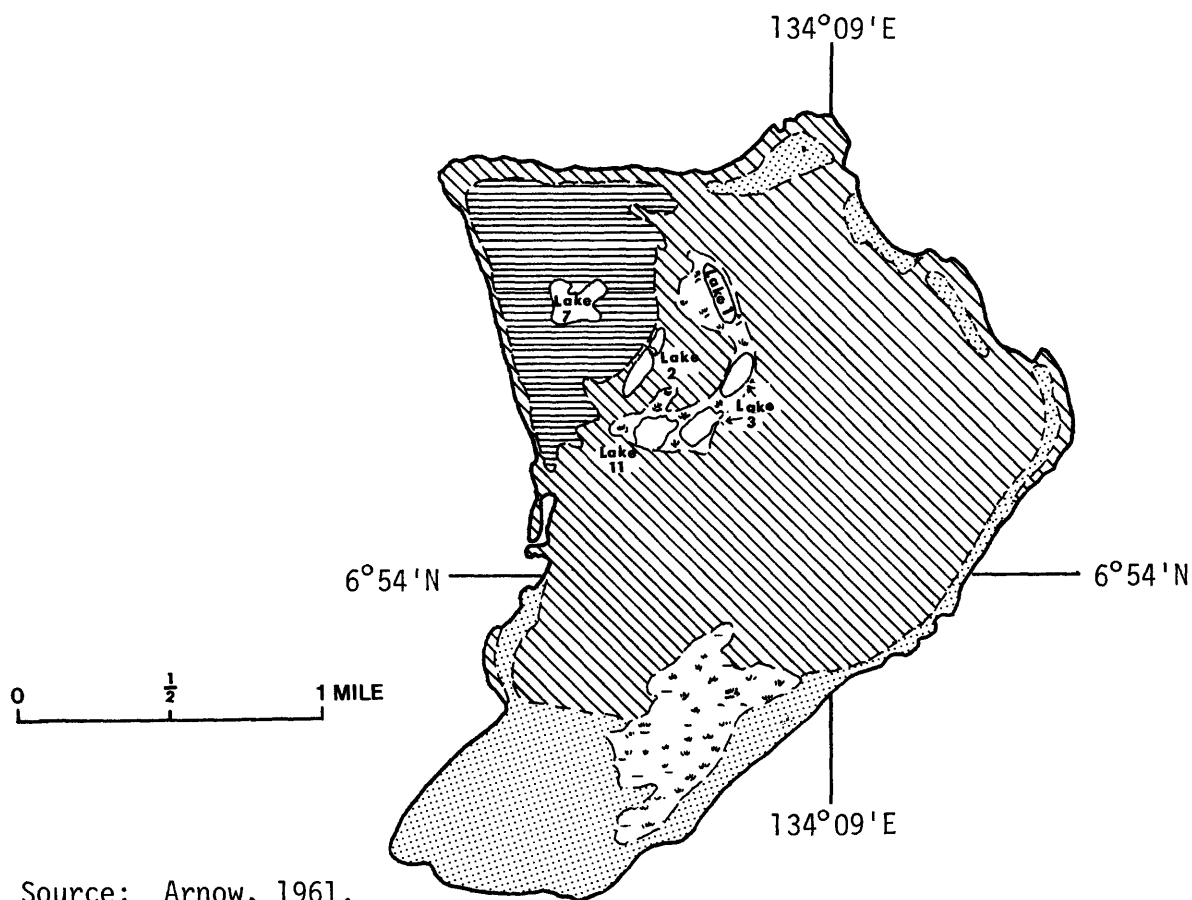 134°09'E
Lake 1
Lake
7
Lake
2
Lake
3
Lake
11
6°54'N
6°54'N
0
1/2
1 MILE
134°09'E
Source: Arnow, 1961.